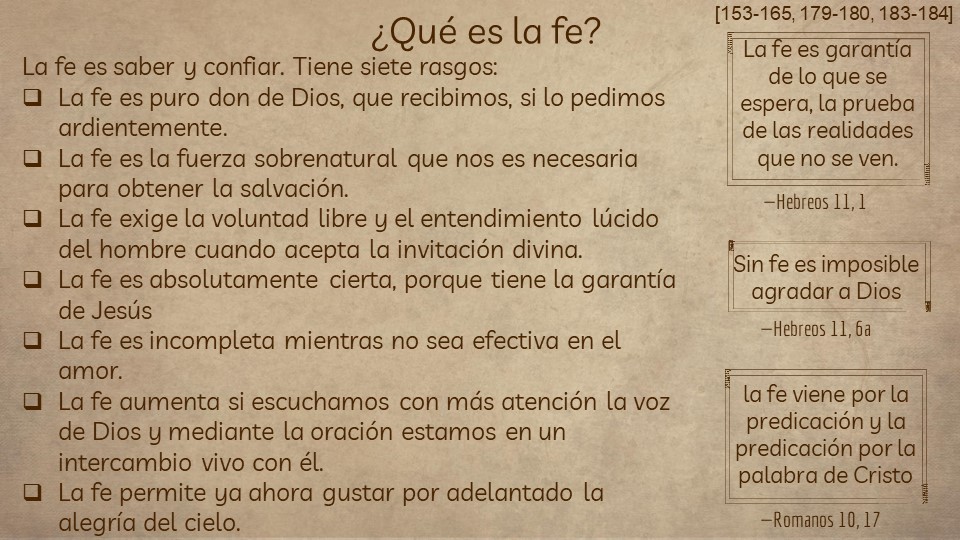 [153-165, 179-180, 183-184]
¿Qué es la fe?
La fe es saber y confiar. Tiene siete rasgos:
❑ La fe es puro don de Dios, que recibimos, si lo pedimos
ardientemente.
❑ La fe es la fuerza sobrenatural que nos es necesaria
para obtener la salvación.
❑ La fe exige la voluntad libre y el entendimiento lúcido
del hombre cuando acepta la invitación divina.
❑ La fe es absolutamente cierta, porque tiene la garantía
de Jesús
❑ La fe es incompleta mientras no sea efectiva en el
amor.
❑ La fe aumenta si escuchamos con más atención la voz
de Dios y mediante la oración estamos en un
intercambio vivo con él.
❑ La fe permite ya ahora gustar por adelantado la
alegría del cielo.
La fe es garantía
de lo que se
espera, la prueba
de las realidades
que no se ven.
—Hebreos 11, 1
Sin fe es imposible
agradar a Dios
—Hebreos 11, 6a
la fe viene por la
predicación y la
predicación por la
palabra de Cristo
—Romanos 10, 17